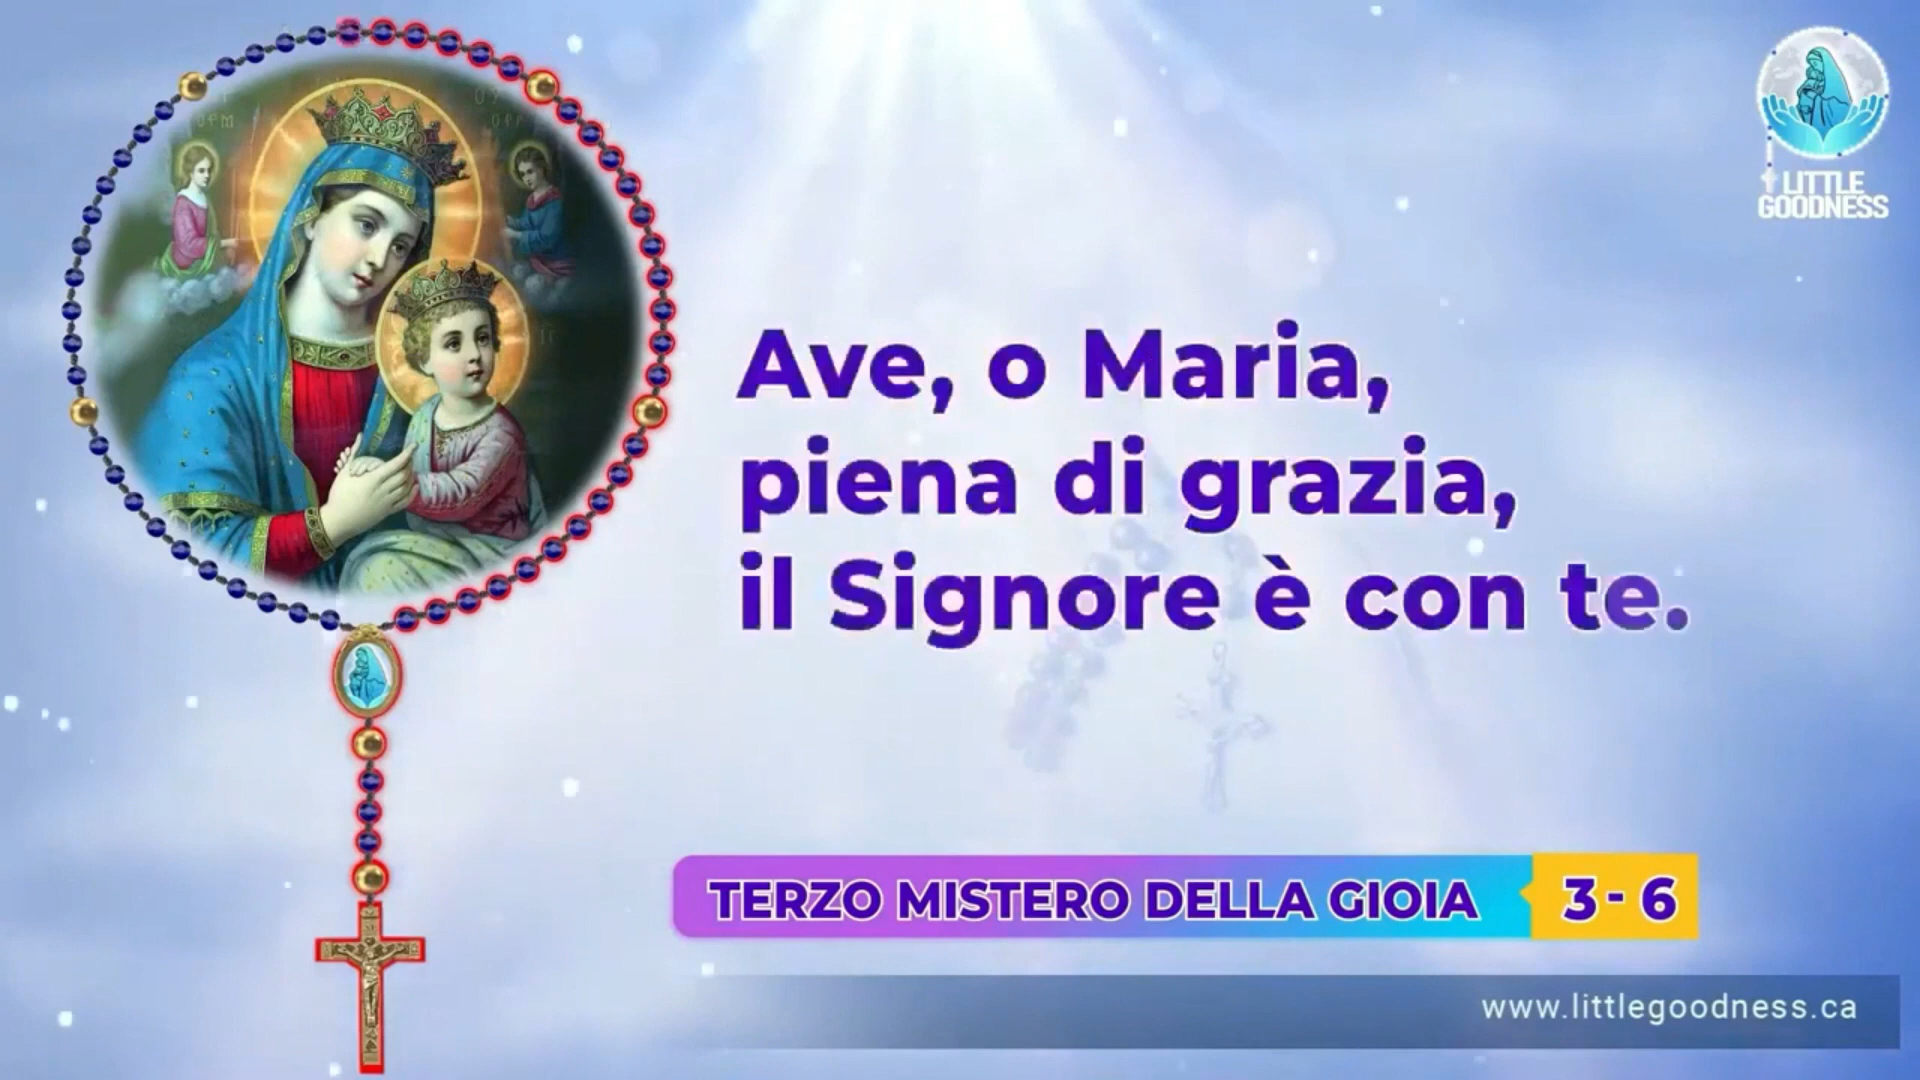 LITTLE
GOODNESS
Ave, o Maria,
piena di grazia,
il Signore è con te.
TERZO MISTERO DELLA GIOIA 3 - 6
www.littlegoodness.ca